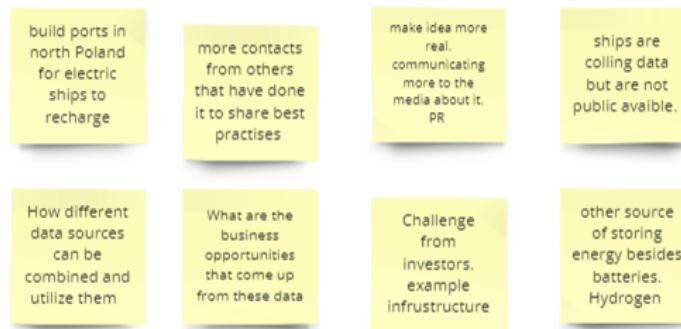 build ports in
north Poland
for electric
ships to
recharge
more contacts
from others
that have done
it to share best
practises
make idea more
real.
communicating
more to the
media about it.
PR
ships are
colling data
but are not
public avaible.
How different
data sources
can be
combined and
utilize them
What are the
business
opportunities
that come up
from these data
Challenge
from
investors.
example
infrustructure
other source
of storing
energy besides
batteries.
Hydrogen